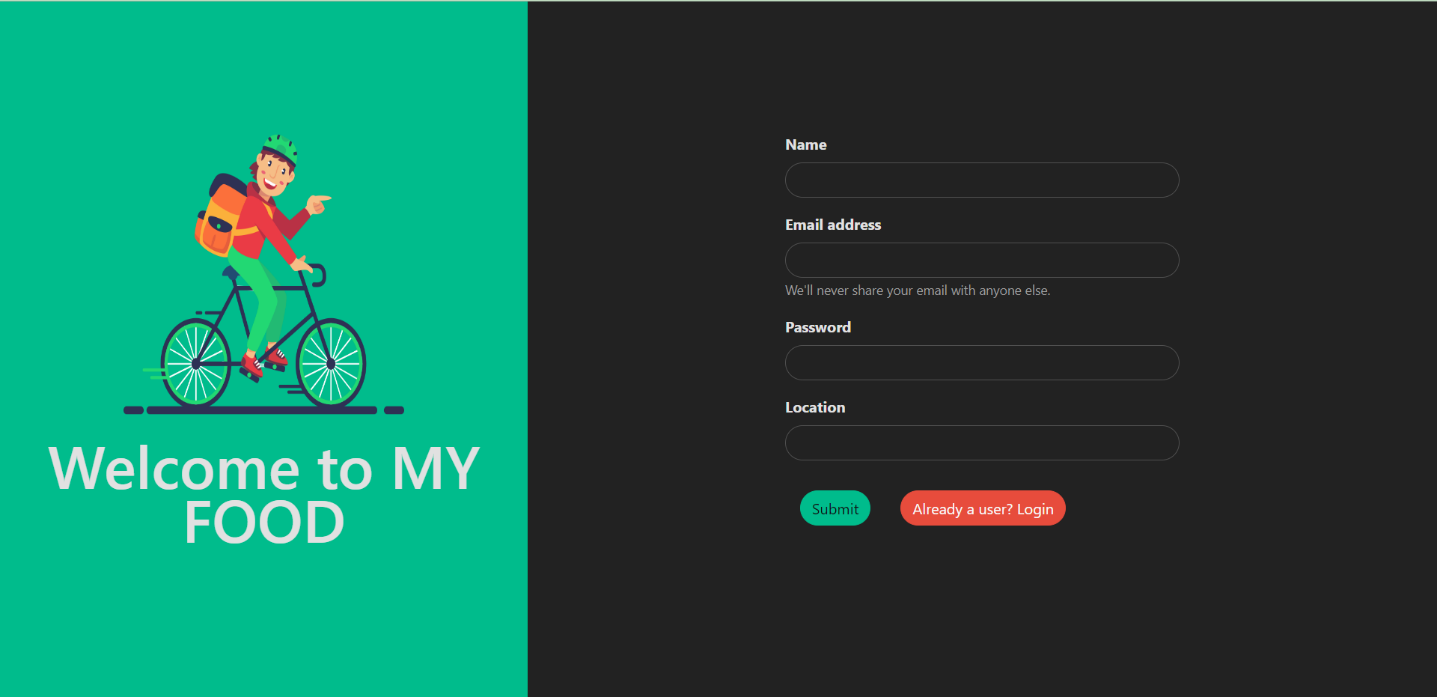 Welcome to MY
FOOD
Name
Email address
We'll never share your email with anyone else.
Password
Location
Submit
Already a user? Login